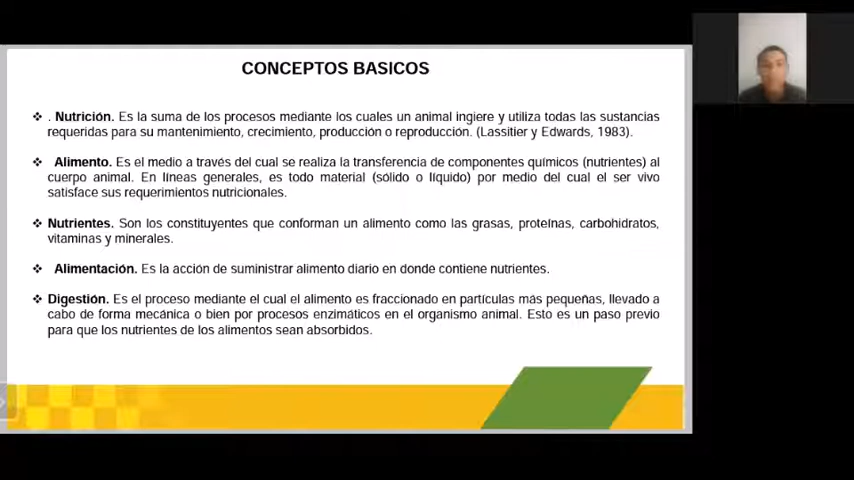 CONCEPTOS BASICOS
❖ . Nutrición. Es la suma de los procesos mediante los cuales un animal ingiere y utiliza todas las sustancias
requeridas para su mantenimiento, crecimiento, producción o reproducción. (Lassitier y Edwards, 1983).
❖ Alimento. Es el medio a través del cual se realiza la transferencia de componentes químicos (nutrientes) al
cuerpo animal. En líneas generales, es todo material (sólido o líquido) por medio del cual el ser vivo
satisface sus requerimientos nutricionales.
❖ Nutrientes. Son los constituyentes que conforman un alimento como las grasas, proteínas, carbohidratos,
vitaminas y minerales.
❖ Alimentación. Es la acción de suministrar alimento diario en donde contiene nutrientes.
❖ Digestión. Es el proceso mediante el cual el alimento es fraccionado en partículas más pequeñas, llevado a
cabo de forma mecánica o bien por procesos enzimáticos en el organismo animal. Esto es un paso previo
para que los nutrientes de los alimentos sean absorbidos.